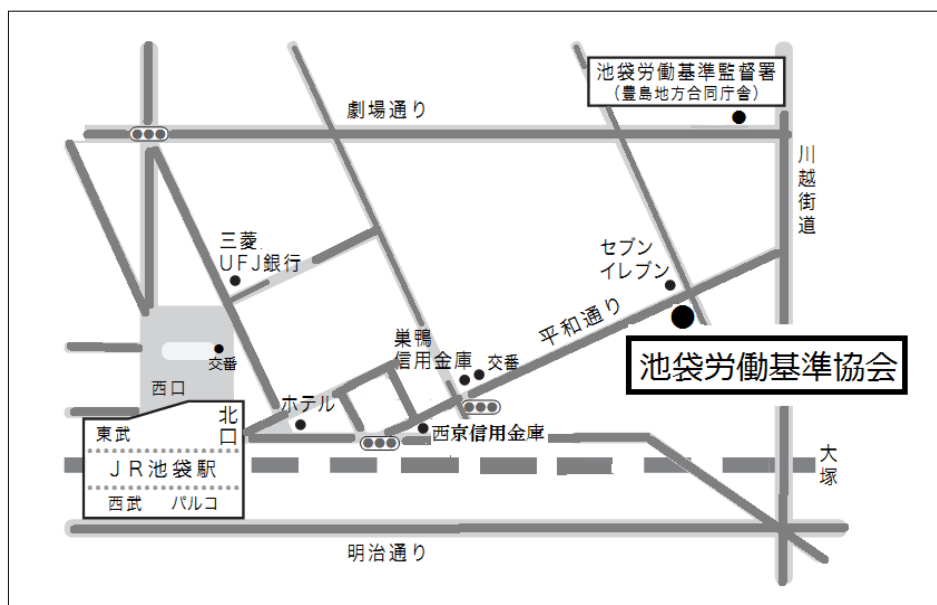 池袋労働基準監督署
（豊島地方合同庁舎）
劇場通り
川越街道
三菱
UFJ銀行
セブン
イレブン
平和通り
巣鴨
信用金庫
交番
交番
池袋労働基準協会
西口
ホテル
北口
西京信用金庫
東武
JR池袋駅
西武 パルコ
大塚
明治通り